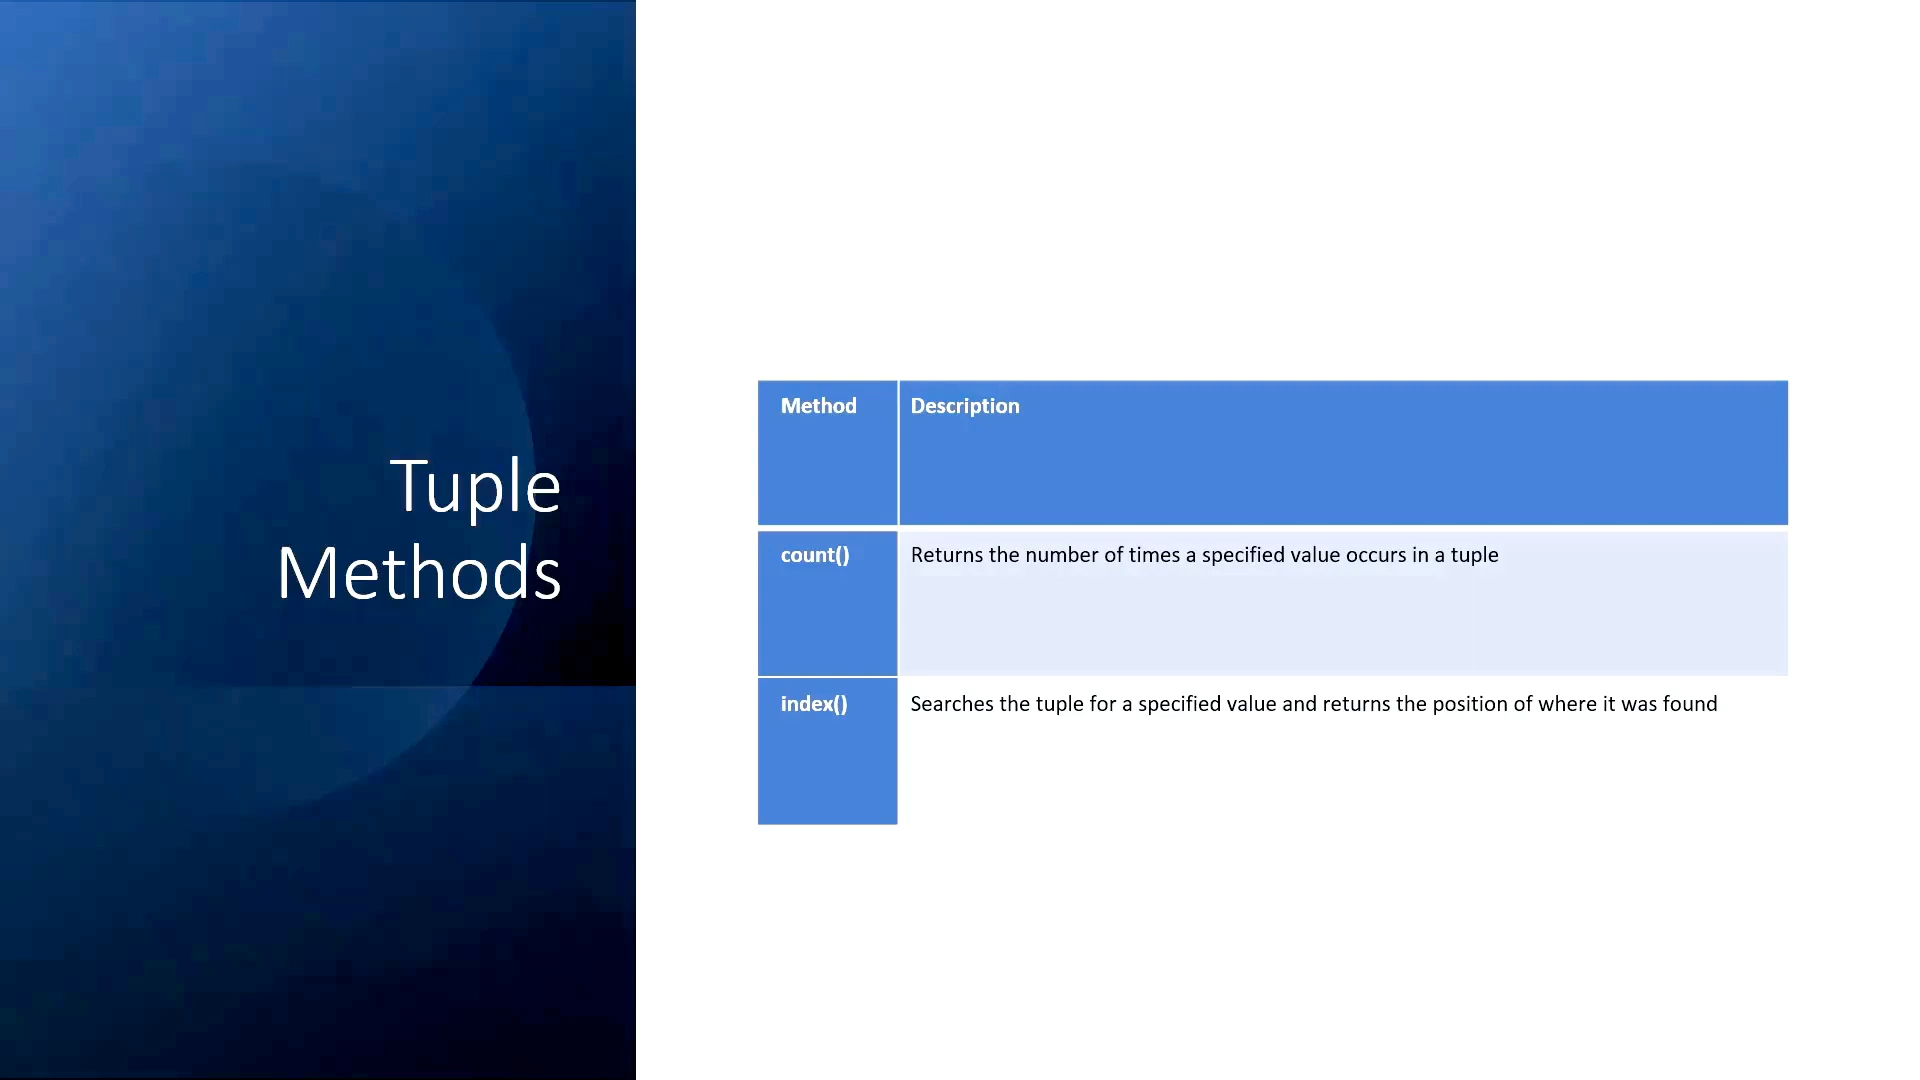 Tuple
Methods
Method Description
count() Returns the number of times a specified value occurs in a tuple
index() Searches the tuple for a specified value and returns the position of where it was found